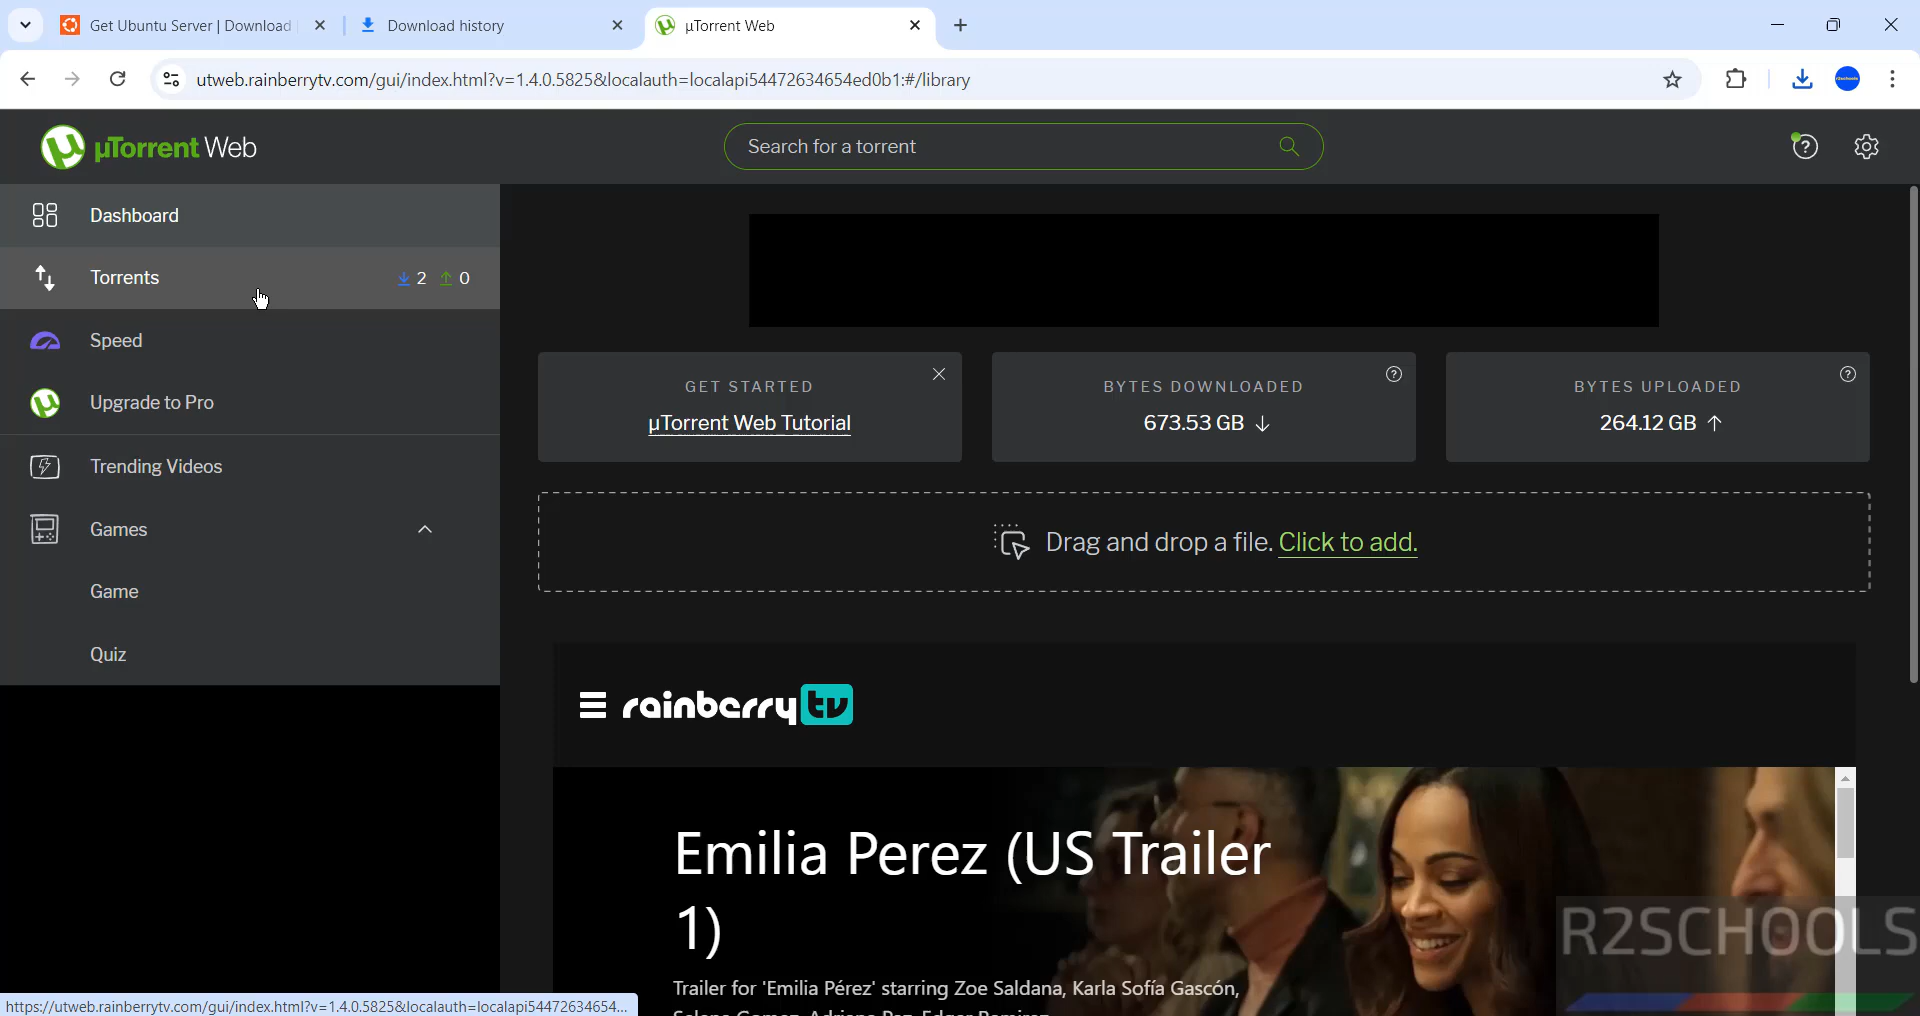 Get Ubuntu Server | Download
Download history
µTorrent Web
utweb.rainberrytv.com/gui/index.html?v=1.4.0.5825&localauth=localapi54472634654ed0b1:#/library
µTorrent Web
Search for a torrent
Dashboard
Torrents 2 0
Speed
Upgrade to Pro
Trending Videos
Games
Game
Quiz
GET STARTED
µTorrent Web Tutorial
BYTES DOWNLOADED
673.53 GB
BYTES UPLOADED
264.12 GB
Drag and drop a file. Click to add.
rainberry tv
Emilia Perez (US Trailer
1)
Trailer for 'Emilia Pérez' starring Zoe Saldana, Karla Sofía Gascón,
R2SCHOOLS
https://utweb.rainberrytv.com/gui/index.html?v=1.4.0.5825&localauth=localapi54472634654...